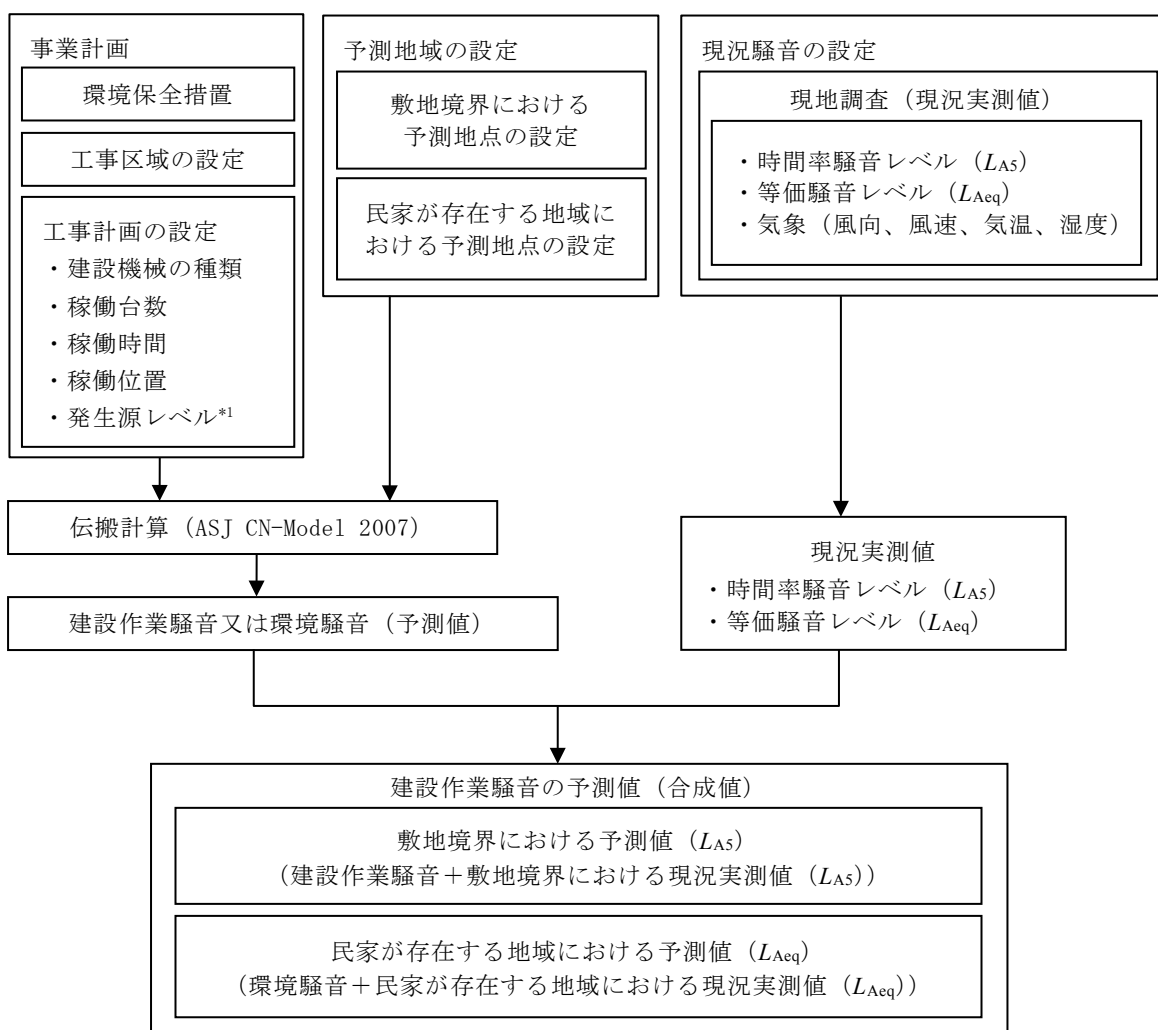 事業計画
環境保全措置
工事区域の設定
工事計画の設定
・建設機械の種類
・稼働台数
・稼働時間
・稼働位置
・発生源レベル*1
予測地域の設定
敷地境界における
予測地点の設定
民家が存在する地域に
おける予測地点の設定
現況騒音の設定
現地調査（現況実測値）
・時間率騒音レベル（LA5）
・等価騒音レベル（LAeq）
・気象（風向、風速、気温、湿度）
伝搬計算（ASJ CN-Model 2007）
建設作業騒音又は環境騒音（予測値）
現況実測値
・時間率騒音レベル（LA5）
・等価騒音レベル（LAeq）
建設作業騒音の予測値（合成値）
敷地境界における予測値（LA5）
（建設作業騒音＋敷地境界における現況実測値（LA5））
民家が存在する地域における予測値（LAeq）
（環境騒音＋民家が存在する地域における現況実測値（LAeq））